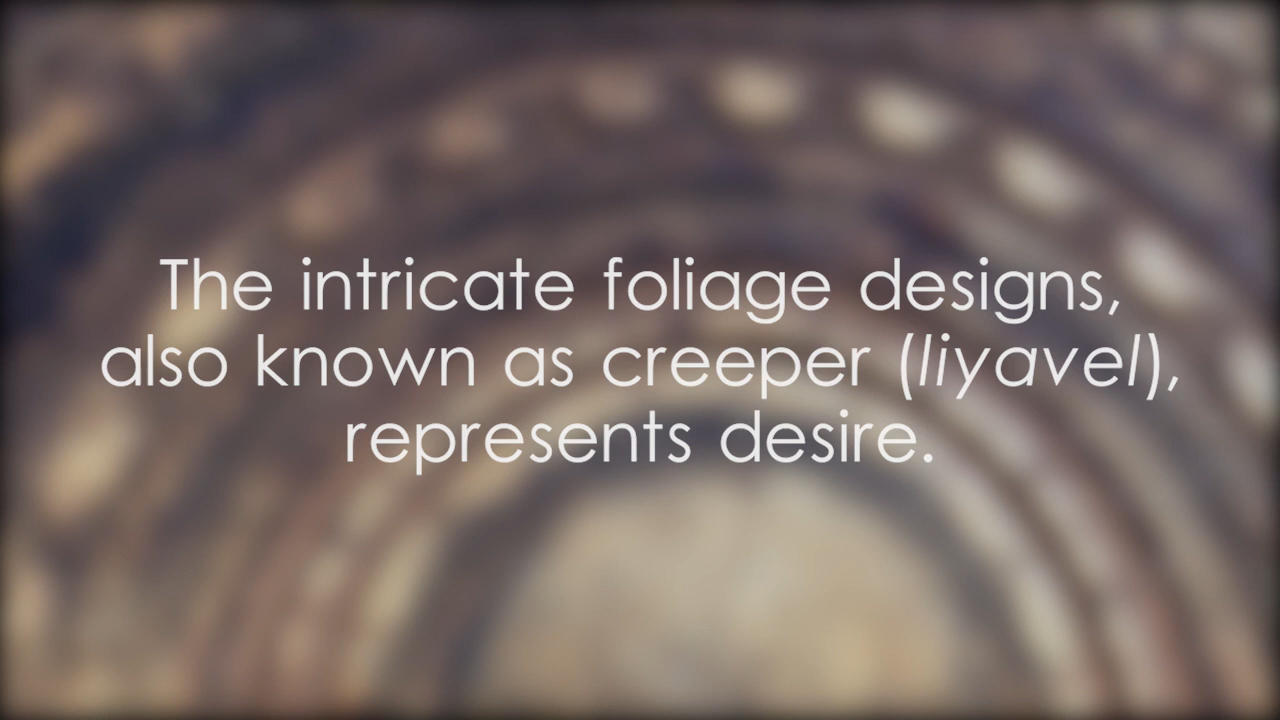 The intricate foliage designs,
also known as creeper (liyavel),
represents desire.